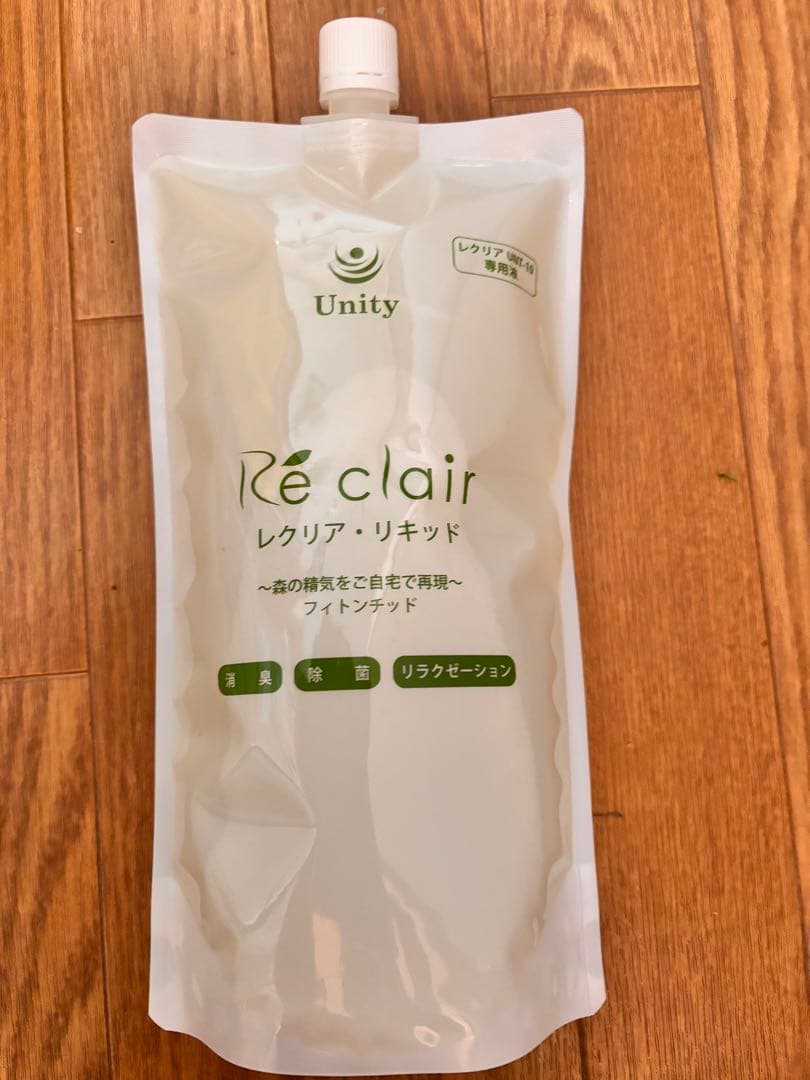 Unity
レクリア UNT-10
専用液
Ré clair
レクリア・リキッド
〜森の精気をご自宅で再現〜
フィトンチッド
消臭
除菌
リラクゼーション